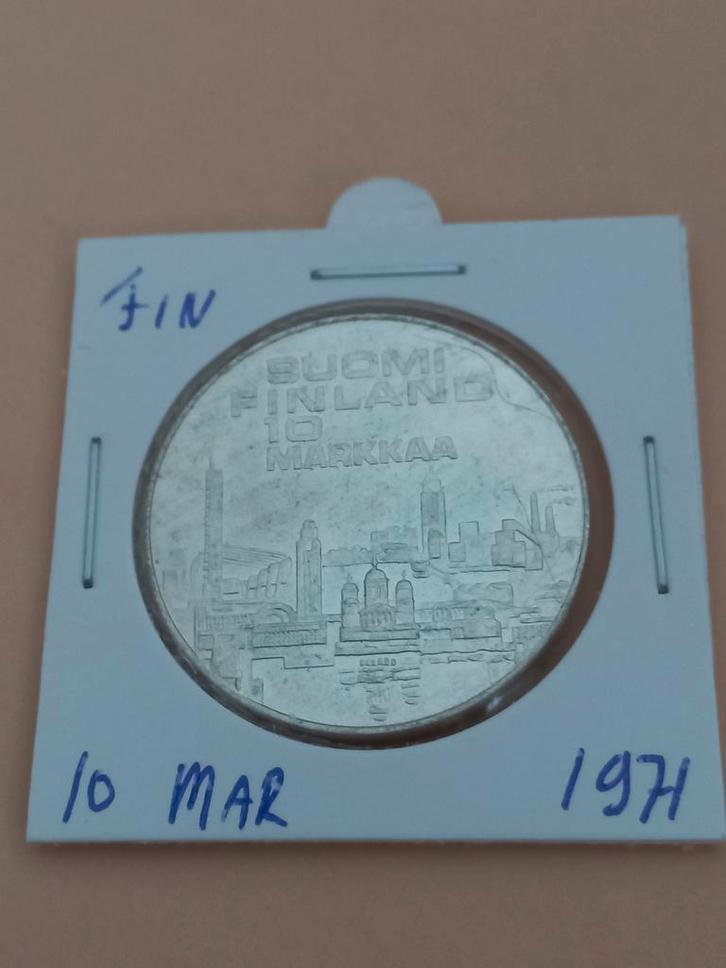 FIN
SUOMI
FINLAND
10
MARKKAA
10 MAR 1971